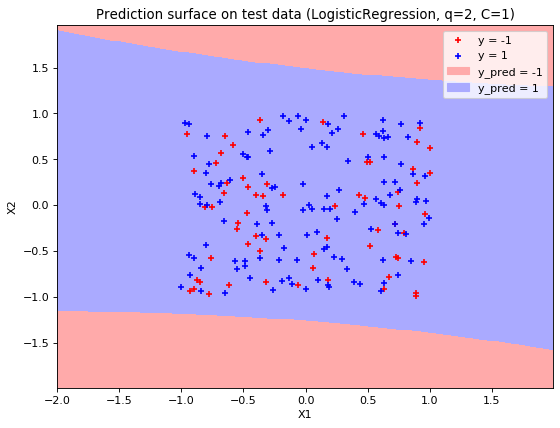 Prediction surface on test data (LogisticRegression, q=2, C=1)
y = -1
y = 1
y_pred = -1
y_pred = 1
1.5
1.0
0.5
0.0
−0.5
−1.0
−1.5
X2
−2.0 −1.5 −1.0 −0.5 0.0 0.5 1.0 1.5
X1